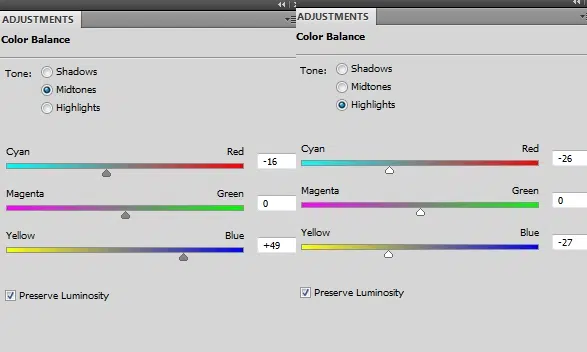 ADJUSTMENTS
Color Balance
Tone: Shadows
Midtones
Highlights
Cyan Red -16
Magenta Green 0
Yellow Blue +49
Preserve Luminosity
ADJUSTMENTS
Color Balance
Tone: Shadows
Midtones
Highlights
Cyan Red -26
Magenta Green 0
Yellow Blue -27
Preserve Luminosity